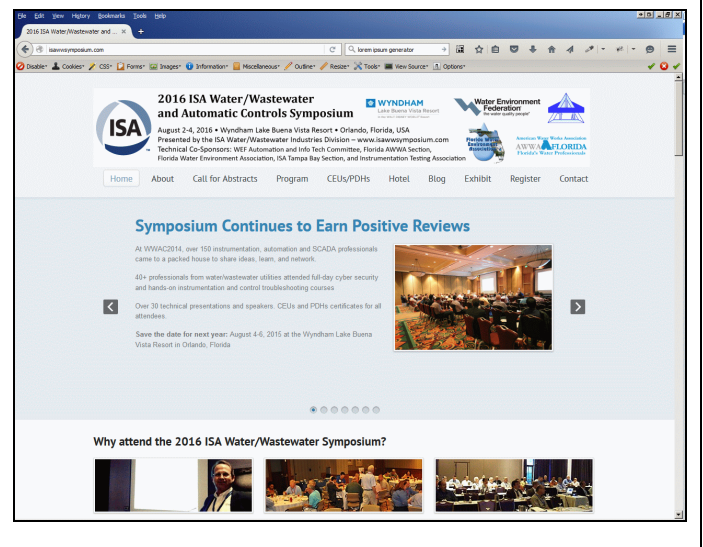 File Edit View History Bookmarks Tools Help
2016 ISA Water/Wastewater and ... × +
isawwsymposium.com
lorem ipsum generator
Disable Cookies CSS Forms Images Information Miscellaneous Outline Resize Tools View Source Options
2016 ISA Water/Wastewater
and Automatic Controls Symposium
August 2-4, 2016 • Wyndham Lake Buena Vista Resort • Orlando, Florida, USA
Presented by the ISA Water/Wastewater Industries Division – www.isawwsymposium.com
Technical Co-Sponsors: WEF Automation and Info Tech Committee, Florida AWWA Section,
Florida Water Environment Association, ISA Tampa Bay Section, and Instrumentation Testing Association
ISA
WYNDHAM
Lake Buena Vista Resort
Water Environment
Federation
the water quality people
Florida Water
Environment
Association
American Water Works Association
AWWA FLORIDA
Florida's Water Professionals
Home About Call for Abstracts Program CEUs/PDHs Hotel Blog Exhibit Register Contact
Symposium Continues to Earn Positive Reviews
At WWAC2014, over 150 instrumentation, automation and SCADA professionals
came to a packed house to share ideas, learn, and network.
40+ professionals from water/wastewater utilities attended full-day cyber security
and hands-on instrumentation and control troubleshooting courses
Over 30 technical presentations and speakers. CEUs and PDHs certificates for all
attendees.
Save the date for next year: August 4-6, 2015 at the Wyndham Lake Buena
Vista Resort in Orlando, Florida
Why attend the 2016 ISA Water/Wastewater Symposium?